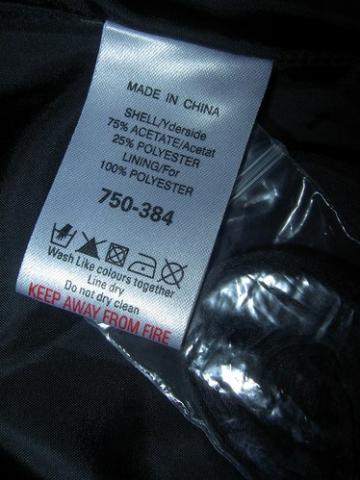 MADE IN CHINA
SHELL/Yderside
75% ACETATE/Acetat
25% POLYESTER
LINING/For
100% POLYESTER
750-384
Wash Like colours together
Line dry
Do not dry clean
KEEP AWAY FROM FIRE